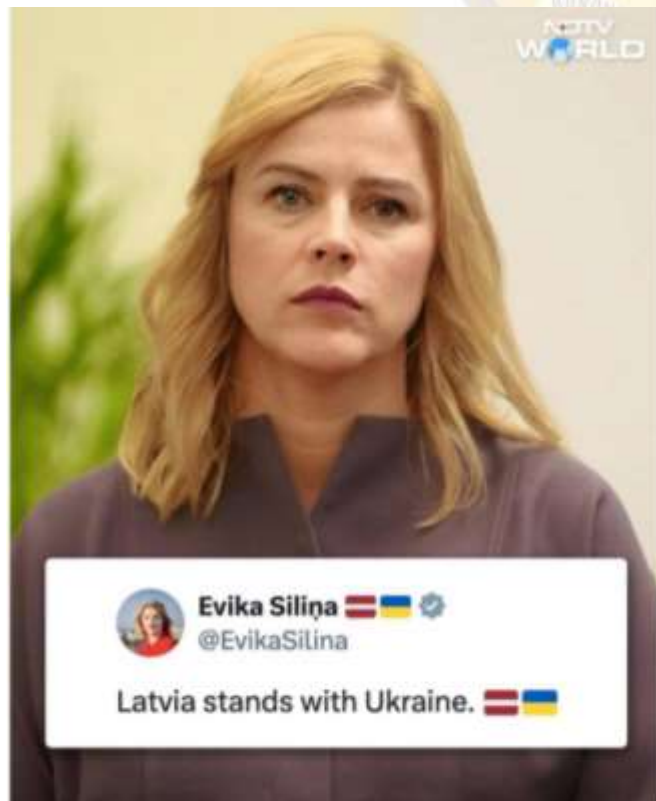 NDTV
WORLD
Evika Siliņa 🇱🇻🇺🇦
@EvikaSilina
Latvia stands with Ukraine. 🇱🇻🇺🇦